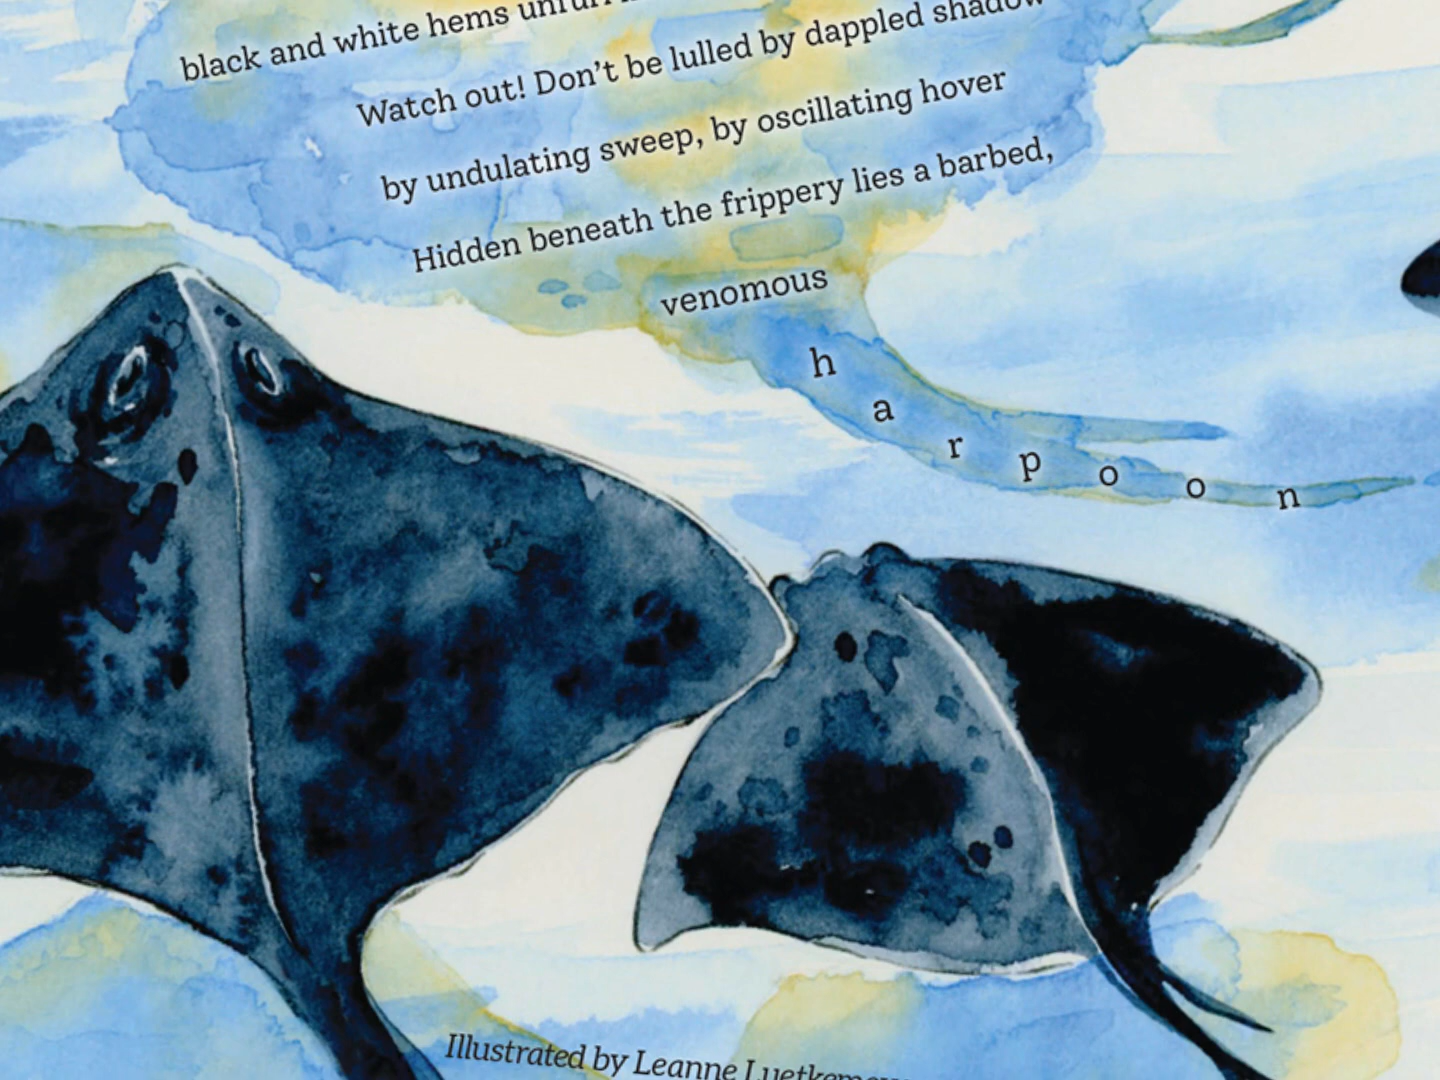 black and white hems
Watch out! Don't be lulled by dappled shadow
by undulating sweep, by oscillating hover
Hidden beneath the frippery lies a barbed,
venomous
h
a
r
p
o
o
n
Illustrated by Leanne